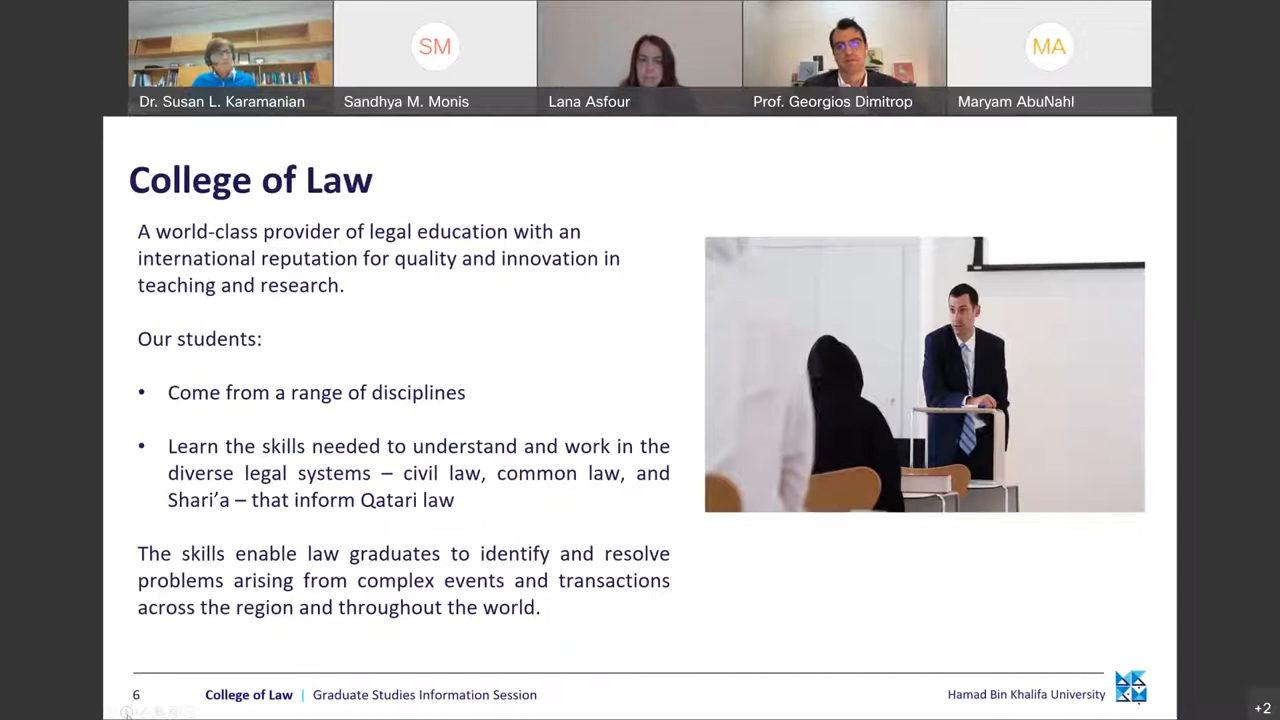 SM
MA
Dr. Susan L. Karamanian
Sandhya M. Monis
Lana Asfour
Prof. Georgios Dimitrop
Maryam AbuNahl
College of Law
A world-class provider of legal education with an
international reputation for quality and innovation in
teaching and research.
Our students:
• Come from a range of disciplines
• Learn the skills needed to understand and work in the
diverse legal systems – civil law, common law, and
Shari’a – that inform Qatari law
The skills enable law graduates to identify and resolve
problems arising from complex events and transactions
across the region and throughout the world.
6
College of Law | Graduate Studies Information Session
Hamad Bin Khalifa University
+2